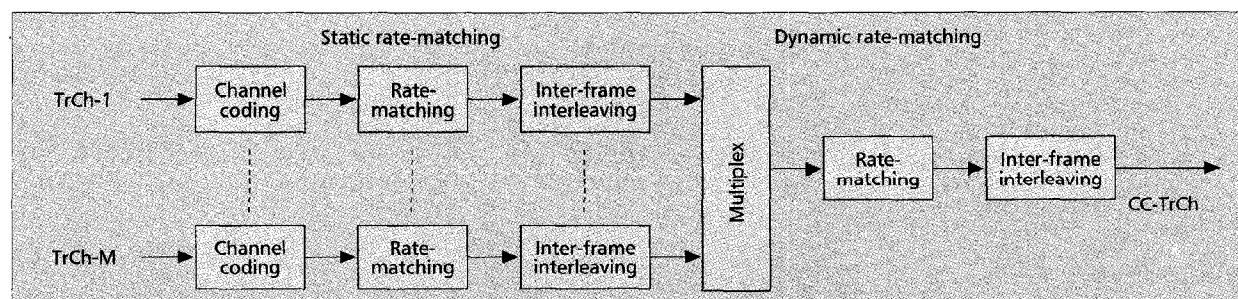 Static rate-matching
Dynamic rate-matching
TrCh-1
Channel
coding
Rate-
matching
Inter-frame
interleaving
Multiplex
Rate-
matching
Inter-frame
interleaving
CC-TrCh
TrCh-M
Channel
coding
Rate-
matching
Inter-frame
interleaving